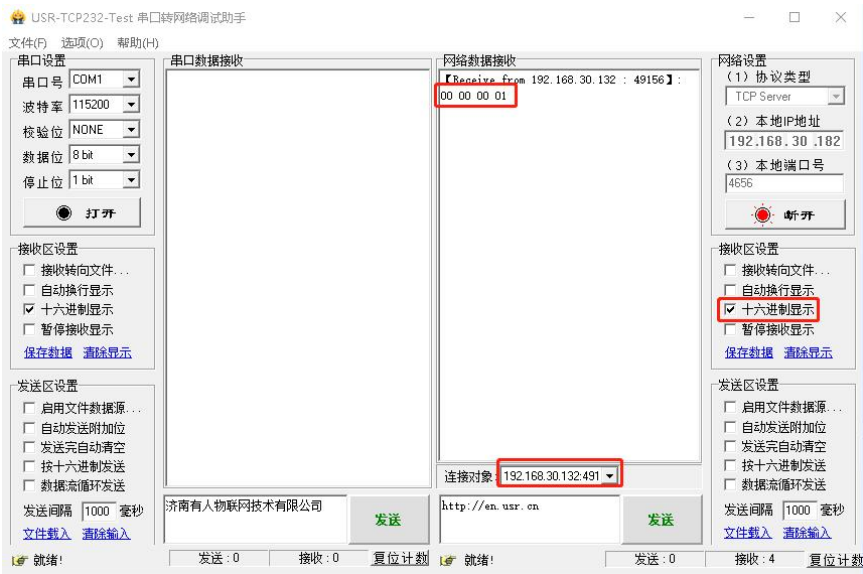 USR-TCP232-Test 串口转网络调试助手
文件(F) 选项(O) 帮助(H)
串口设置
串口号 COM1
波特率 115200
校验位 NONE
数据位 8 bit
停止位 1 bit
打开
接收区设置
接收转向文件...
自动换行显示
十六进制显示
暂停接收显示
保存数据 清除显示
发送区设置
启用文件数据源...
自动发送附加位
发送完自动清空
按十六进制发送
数据流循环发送
发送间隔 1000 毫秒
文件载入 清除输入
串口数据接收
济南有人物联网技术有限公司
发送
网络数据接收
【Receive from 192.168.30.132 : 49156】:
00 00 00 01
连接对象: 192.168.30.132:491
http://en.usr.cn
发送
网络设置
(1) 协议类型
TCP Server
(2) 本地IP地址
192.168.30.182
(3) 本地端口号
4656
断开
接收区设置
接收转向文件...
自动换行显示
十六进制显示
暂停接收显示
保存数据 清除显示
发送区设置
启用文件数据源...
自动发送附加位
发送完自动清空
按十六进制发送
数据流循环发送
发送间隔 1000 毫秒
文件载入 清除输入
就绪! 发送:0 接收:0 复位计数 就绪! 发送:0 接收:4 复位计数